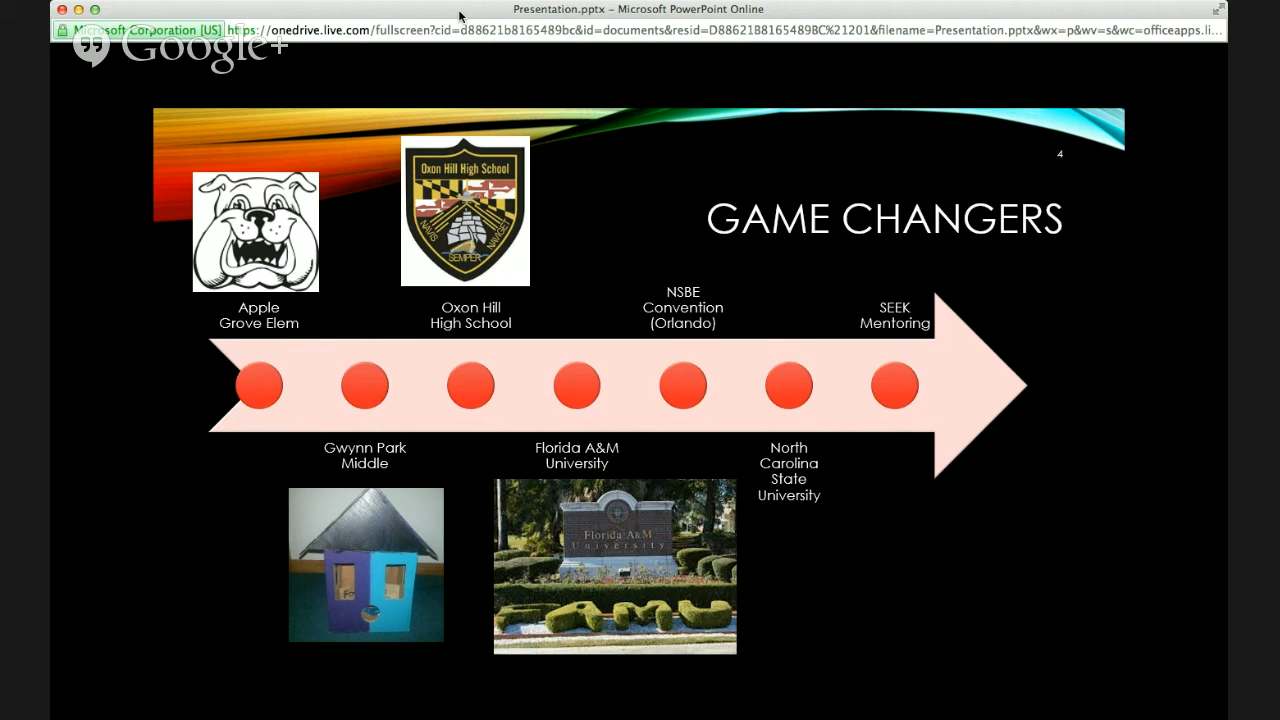 Presentation.pptx – Microsoft PowerPoint Online
Microsoft Corporation [US] https://onedrive.live.com/fullscreen?cid=d88621b8165489bc&id=documents&resid=D88621B8165489BC%21201&filename=Presentation.pptx&wx=p&wv=s&wc=officeapps.li...
Google+
4
Oxon Hill High School
NAVIS
SEMPER
NAVIGET
GAME CHANGERS
Apple
Grove Elem
Oxon Hill
High School
NSBE
Convention
(Orlando)
SEEK
Mentoring
Gwynn Park
Middle
Florida A&M
University
North
Carolina
State
University
Florida A&M
University
FAMU